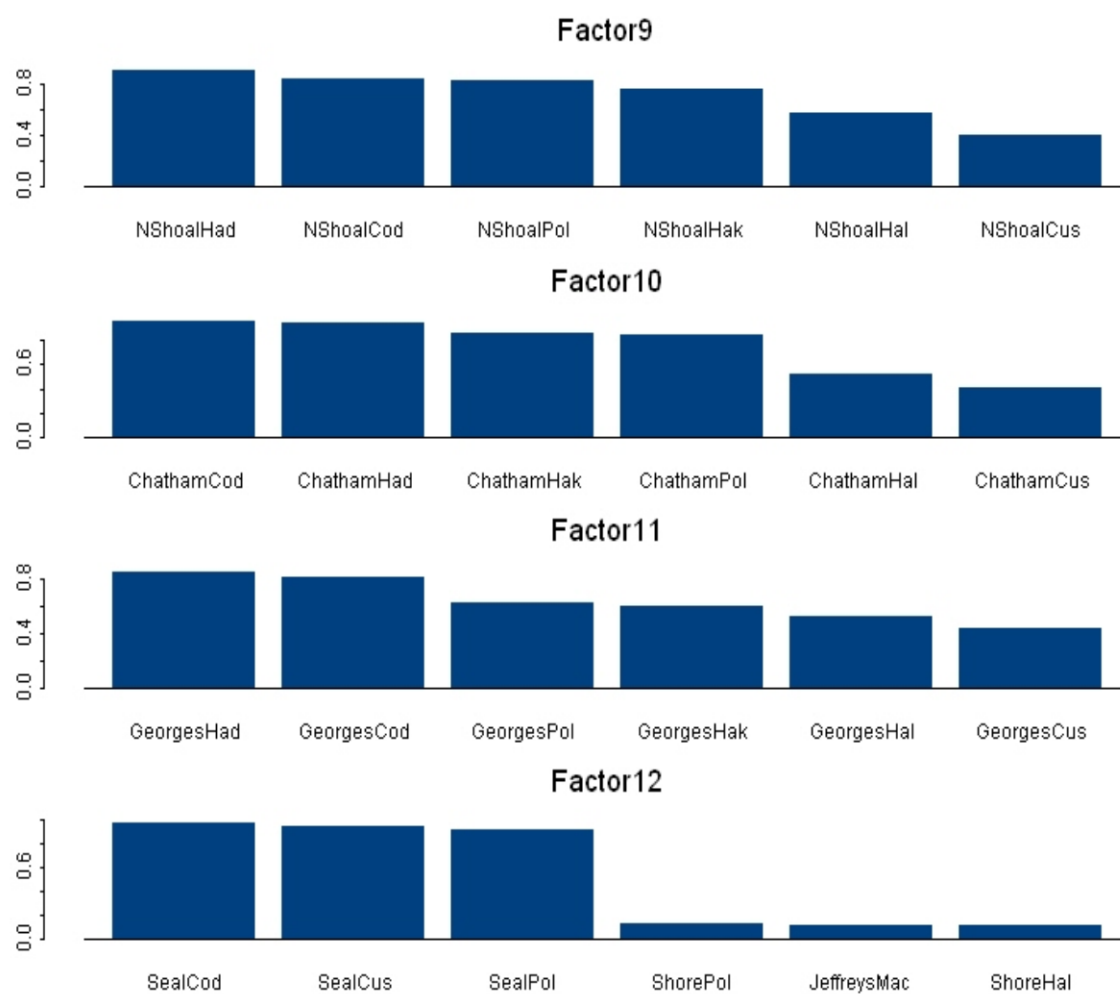 Factor9
0.8
0.4
0.0
NShoalHad NShoalCod NShoalPol NShoalHak NShoalHal NShoalCus
Factor10
0.6
0.0
ChathamCod ChathamHad ChathamHak ChathamPol ChathamHal ChathamCus
Factor11
0.8
0.4
0.0
GeorgesHad GeorgesCod GeorgesPol GeorgesHak GeorgesHal GeorgesCus
Factor12
0.6
0.0
SealCod SealCus SealPol ShorePol JeffreysMac ShoreHal